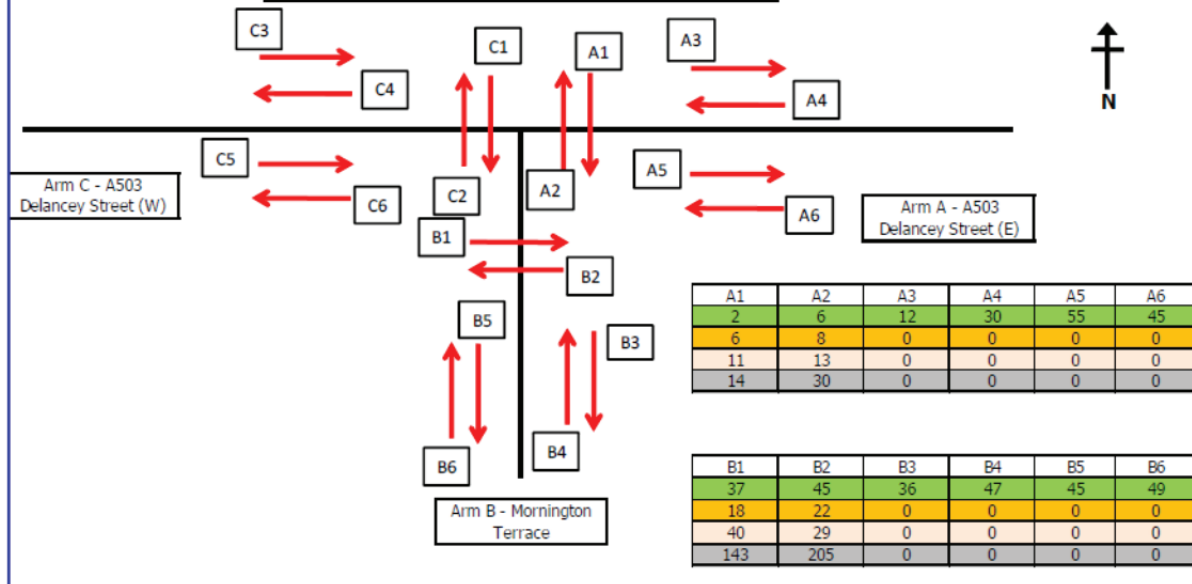 C3
C1
A1
A3
C4
A4
N
C5
C6
C2
A2
A5
A6
Arm C - A503
Delancey Street (W)
Arm A - A503
Delancey Street (E)
B1
B2
B5
B3
B6
B4
Arm B - Mornington
Terrace
A1 A2 A3 A4 A5 A6
2 6 12 30 55 45
6 8 0 0 0 0
11 13 0 0 0 0
14 30 0 0 0 0
B1 B2 B3 B4 B5 B6
37 45 36 47 45 49
18 22 0 0 0 0
40 29 0 0 0 0
143 205 0 0 0 0